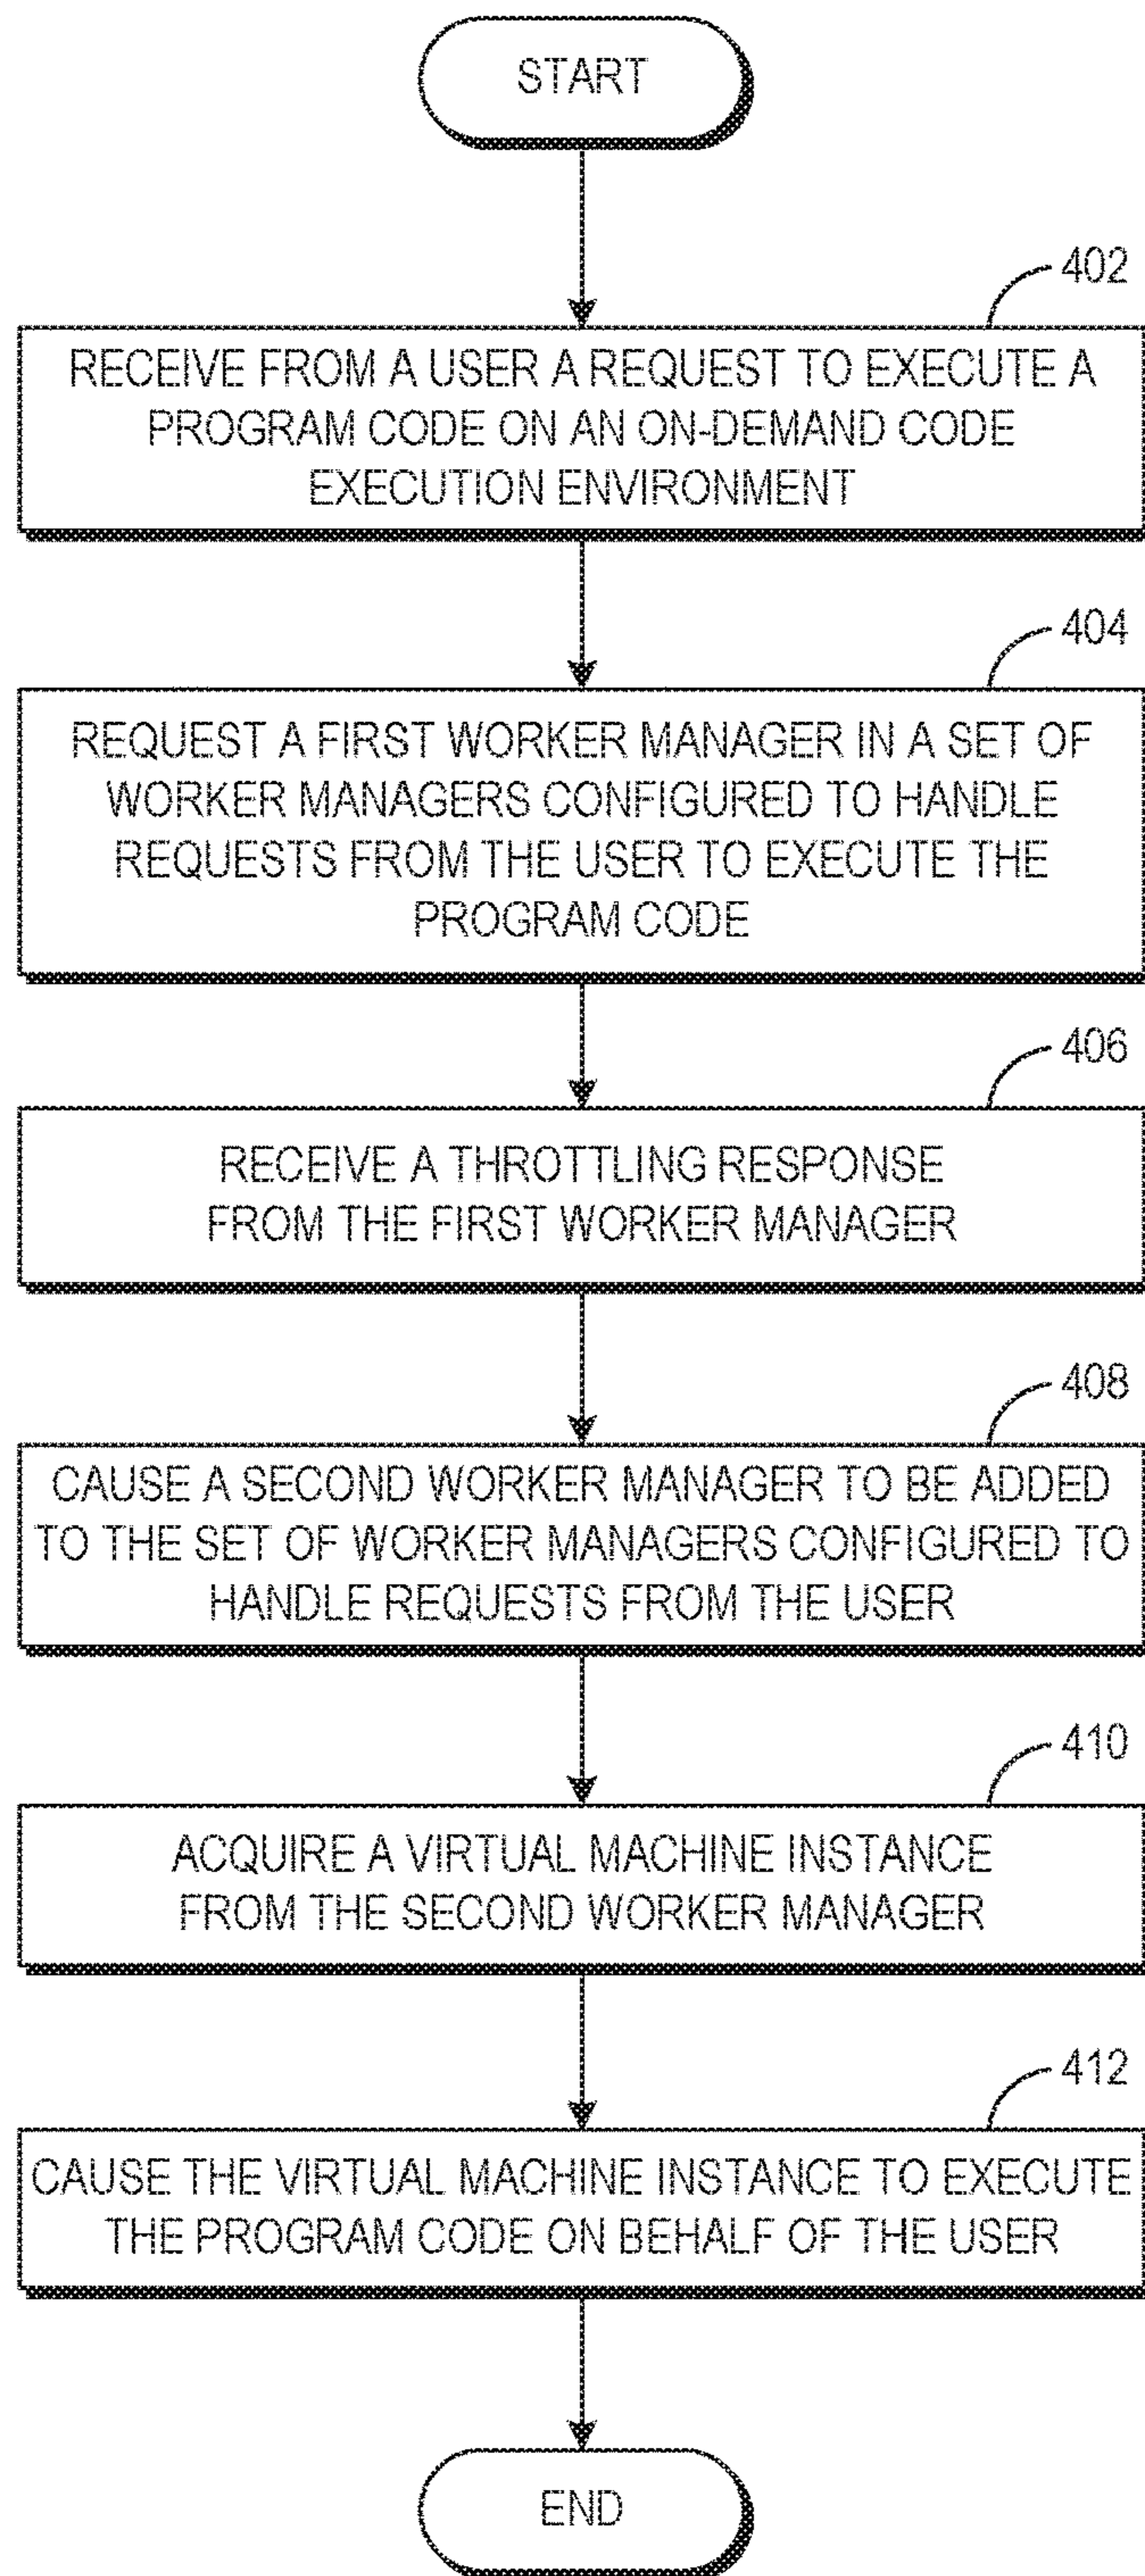 START
402
RECEIVE FROM A USER A REQUEST TO EXECUTE A
PROGRAM CODE ON AN ON-DEMAND CODE
EXECUTION ENVIRONMENT
404
REQUEST A FIRST WORKER MANAGER IN A SET OF
WORKER MANAGERS CONFIGURED TO HANDLE
REQUESTS FROM THE USER TO EXECUTE THE
PROGRAM CODE
406
RECEIVE A THROTTLING RESPONSE
FROM THE FIRST WORKER MANAGER
408
CAUSE A SECOND WORKER MANAGER TO BE ADDED
TO THE SET OF WORKER MANAGERS CONFIGURED TO
HANDLE REQUESTS FROM THE USER
410
ACQUIRE A VIRTUAL MACHINE INSTANCE
FROM THE SECOND WORKER MANAGER
412
CAUSE THE VIRTUAL MACHINE INSTANCE TO EXECUTE
THE PROGRAM CODE ON BEHALF OF THE USER
END